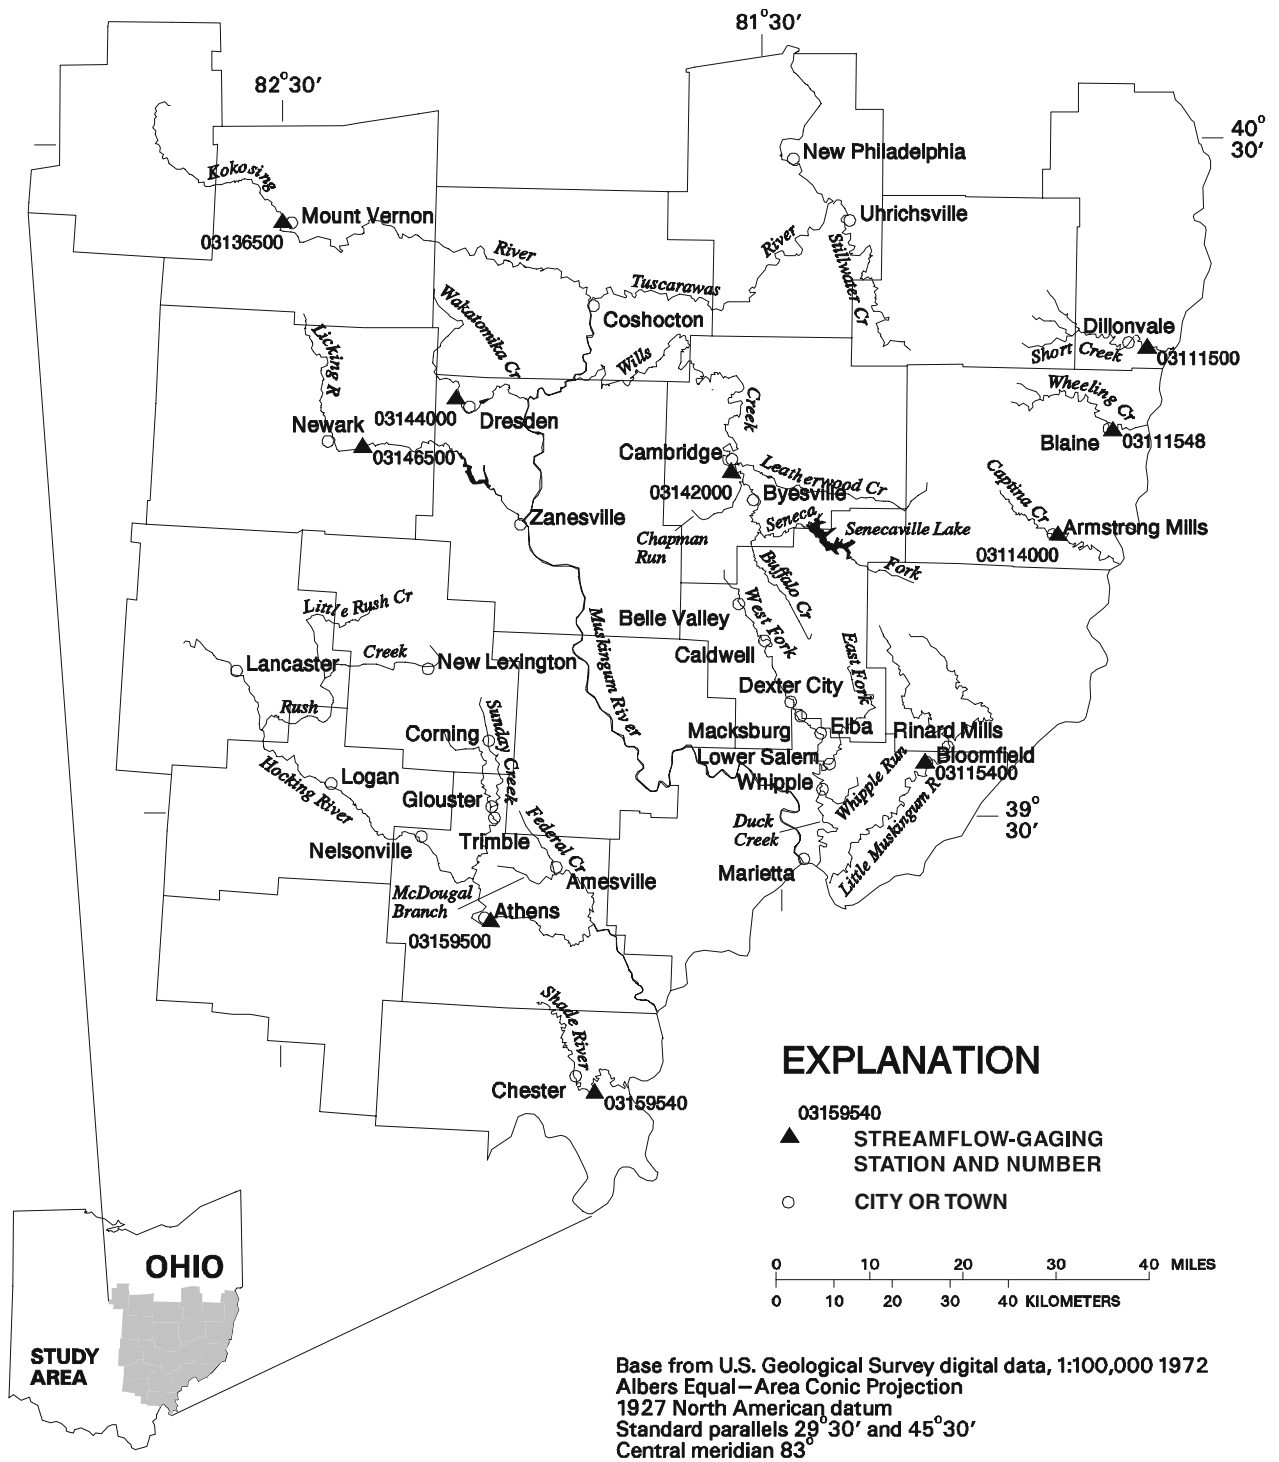 81°30′
82°30′
40°
30′
New Philadelphia
Kokosing
Mount Vernon
03136500
Uhrichsville
River
River
Stillwater Cr
Tuscarawas
Wakatomika Cr
Coshocton
Licking R
Wills
Dillonvale
Short Creek
03111500
Wheeling Cr
Creek
03144000
Dresden
Newark
03146500
Blaine
03111548
Cambridge
Leatherwood Cr
03142000
Byesville
Captina Cr
Zanesville
Seneca
Senecaville Lake
Armstrong Mills
Chapman
Run
03114000
Fork
Buffalo Cr
Little Rush Cr
West Fork
Belle Valley
Muskingum River
East Fork
Creek
Lancaster
New Lexington
Caldwell
Dexter City
Rush
Sunday Creek
Corning
Macksburg
Elba
Rinard Mills
Lower Salem
Bloomfield
03115400
Hocking River
Logan
Whipple
Whipple Run
Glouster
Federal Cr
Duck
Creek
Little Muskingum R
39°
30′
Trimble
Nelsonville
Marietta
Amesville
McDougal
Branch
Athens
03159500
Shade River
Chester
03159540
EXPLANATION
03159540
STREAMFLOW-GAGING
STATION AND NUMBER
CITY OR TOWN
0 10 20 30 40 MILES
0 10 20 30 40 KILOMETERS
OHIO
STUDY
AREA
Base from U.S. Geological Survey digital data, 1:100,000 1972
Albers Equal–Area Conic Projection
1927 North American datum
Standard parallels 29°30′ and 45°30′
Central meridian 83°